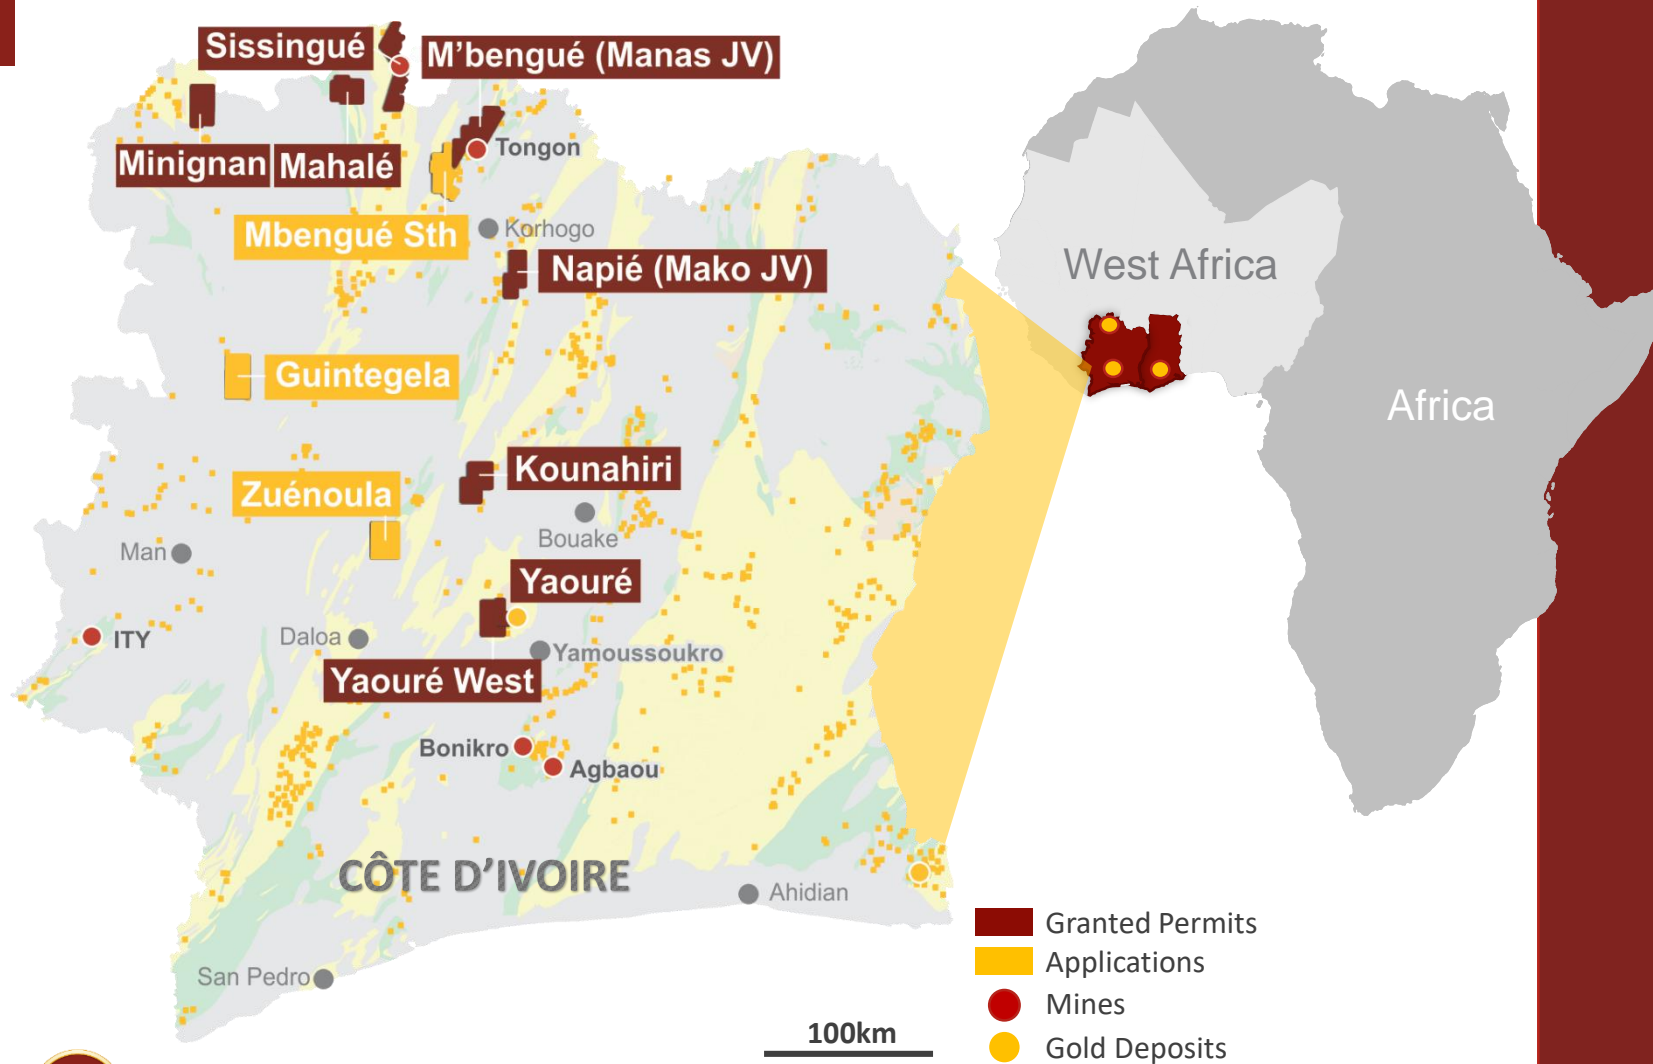 Sissingué
M'bengué (Manas JV)
Minignan
Mahalé
Tongon
Mbengué Sth
Korhogo
Napié (Mako JV)
West Africa
Africa
Guintegela
Kounahiri
Zuénoula
Bouake
Man
Yaouré
ITY
Daloa
Yamoussoukro
Yaouré West
Bonikro
Agbaou
CÔTE D'IVOIRE
Ahidian
San Pedro
Granted Permits
Applications
Mines
Gold Deposits
100km